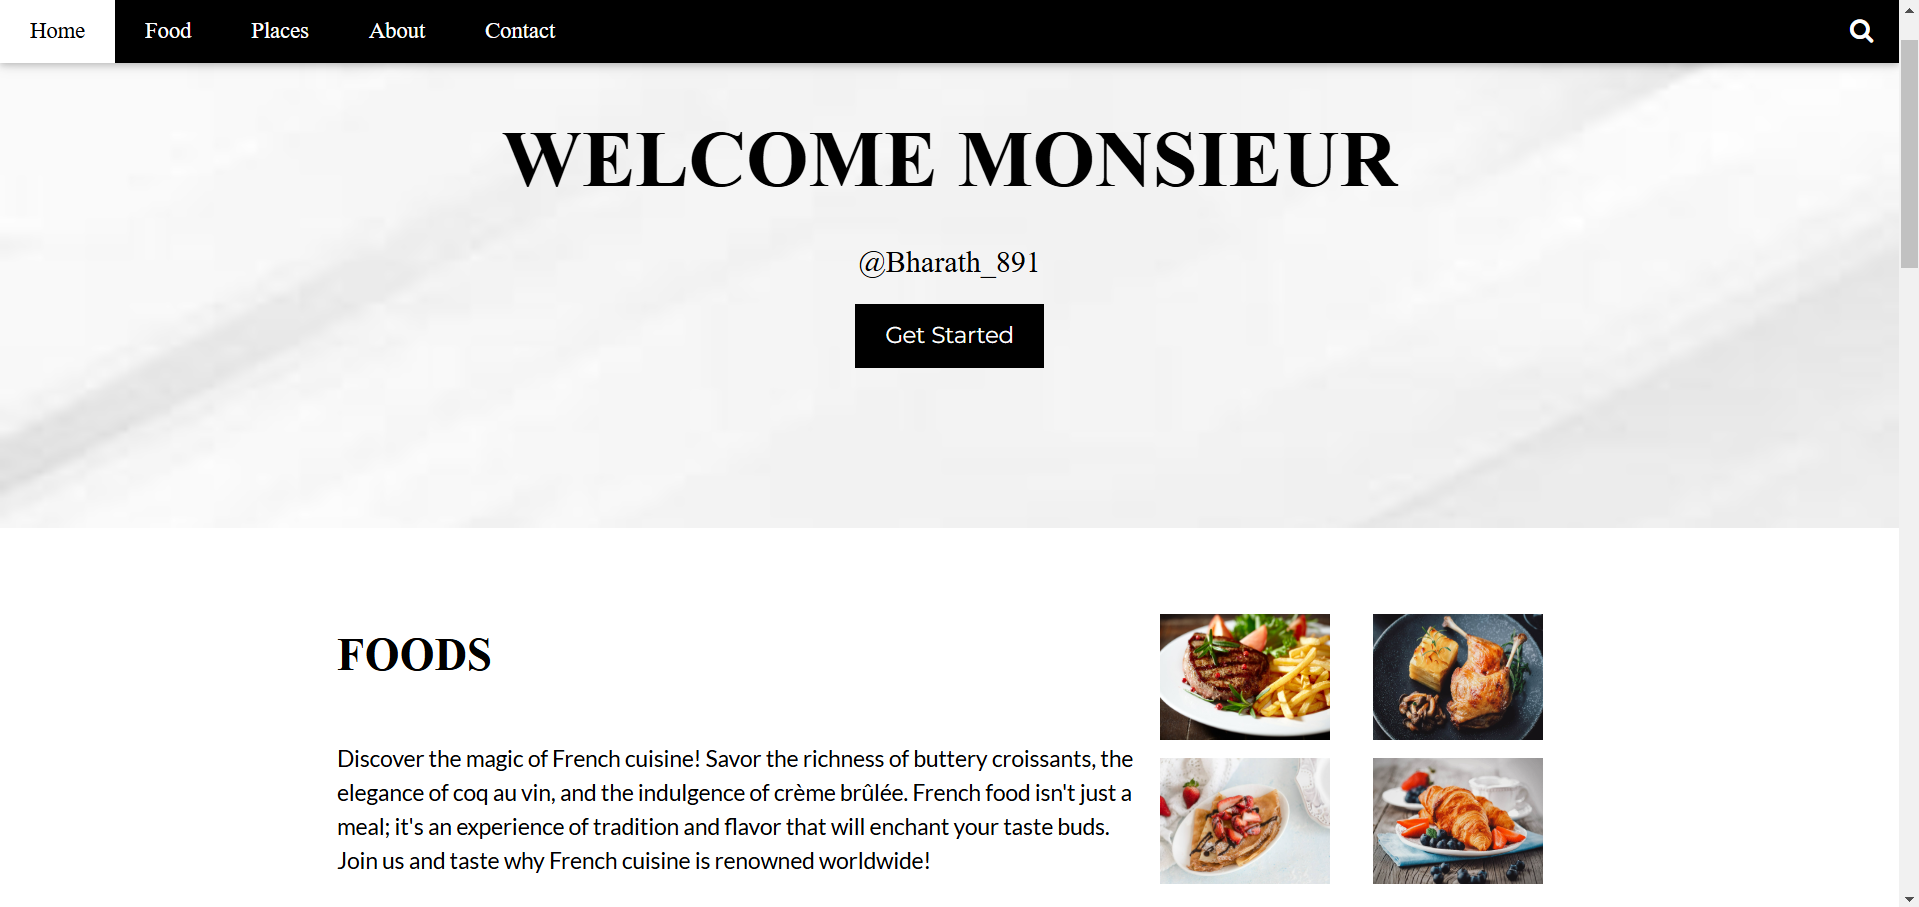 Home Food Places About Contact
WELCOME MONSIEUR
@Bharath_891
Get Started
FOODS
Discover the magic of French cuisine! Savor the richness of buttery croissants, the
elegance of coq au vin, and the indulgence of crème brûlée. French food isn't just a
meal; it's an experience of tradition and flavor that will enchant your taste buds.
Join us and taste why French cuisine is renowned worldwide!